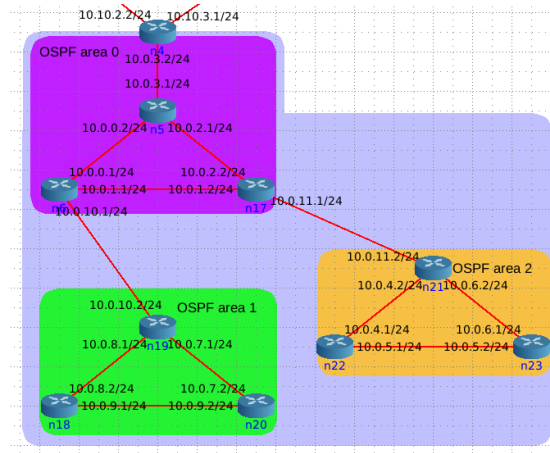 10.10.2.2/24 10.10.3.1/24
n4
OSPF area 0
10.0.3.2/24
10.0.3.1/24
n5
10.0.0.2/24 10.0.2.1/24
10.0.0.1/24 10.0.2.2/24
10.0.1.1/24 10.0.1.2/24
n6 n17
10.0.10.1/24 10.0.11.1/24
10.0.11.2/24 OSPF area 2
n21
10.0.4.2/24 10.0.6.2/24
10.0.10.2/24 OSPF area 1
10.0.4.1/24 10.0.6.1/24
n19
10.0.8.1/24 10.0.7.1/24
10.0.5.1/24 10.0.5.2/24
n22 n23
10.0.8.2/24 10.0.7.2/24
10.0.9.1/24 10.0.9.2/24
n18 n20